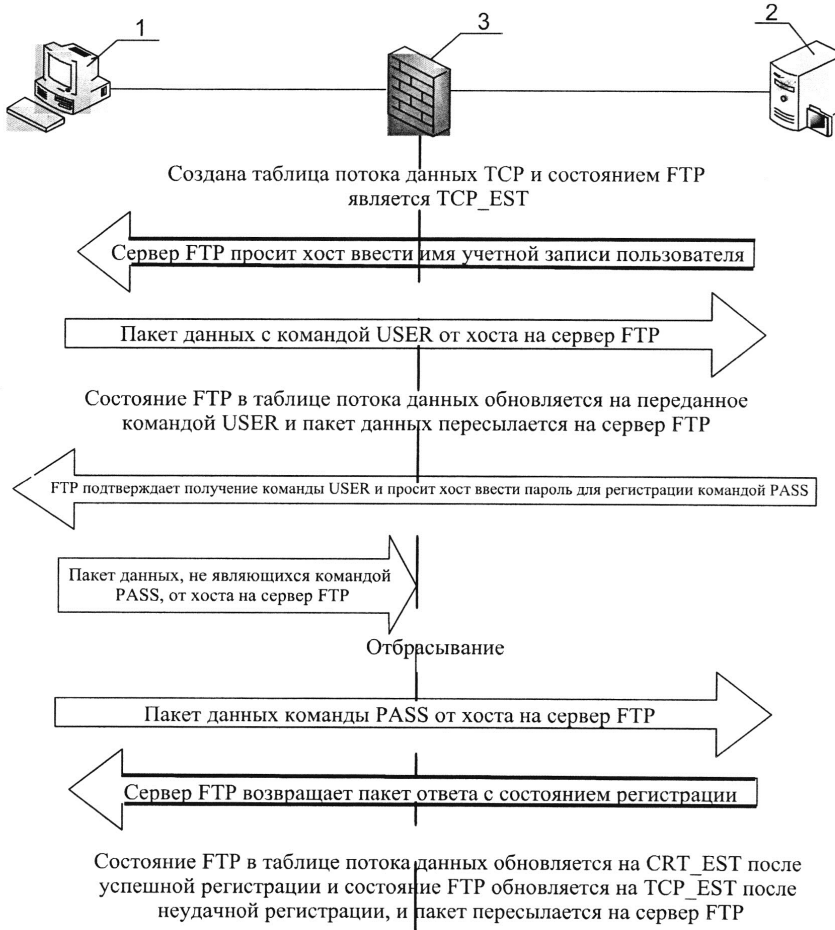 1
3
2
Создана таблица потока данных TCP и состоянием FTP
является TCP_EST
Сервер FTP просит хост ввести имя учетной записи пользователя
Пакет данных с командой USER от хоста на сервер FTP
Состояние FTP в таблице потока данных обновляется на переданное
командой USER и пакет данных пересылается на сервер FTP
FTP подтверждает получение команды USER и просит хост ввести пароль для регистрации командой PASS
Пакет данных, не являющихся командой
PASS, от хоста на сервер FTP
Отбрасывание
Пакет данных команды PASS от хоста на сервер FTP
Сервер FTP возвращает пакет ответа с состоянием регистрации
Состояние FTP в таблице потока данных обновляется на CRT_EST после
успешной регистрации и состояние FTP обновляется на TCP_EST после
неудачной регистрации, и пакет пересылается на сервер FTP